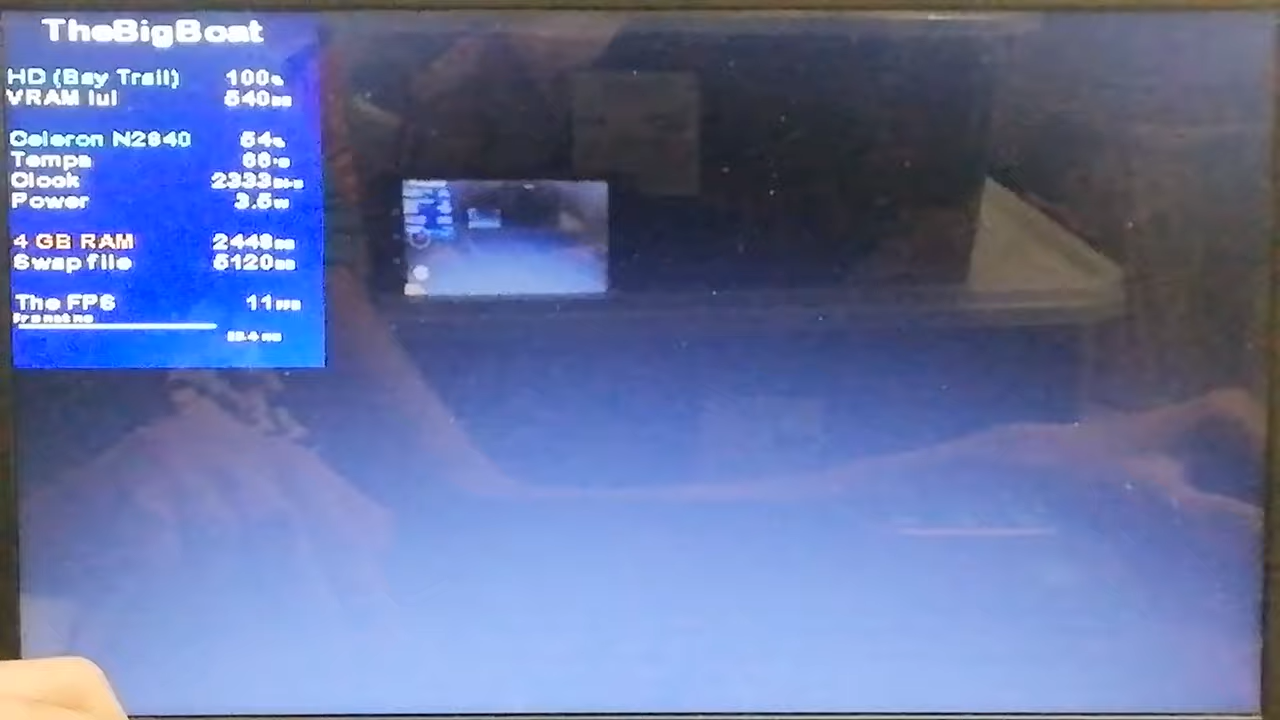 TheBigBoat
HD (Bay Trail) 100%
VRAM lul 540MB
Celeron N2840 54%
Temps 66°C
Clock 2333MHz
Power 3.5W
4 GB RAM 2449MB
Swap file 5120MB
The FPS 11FPS